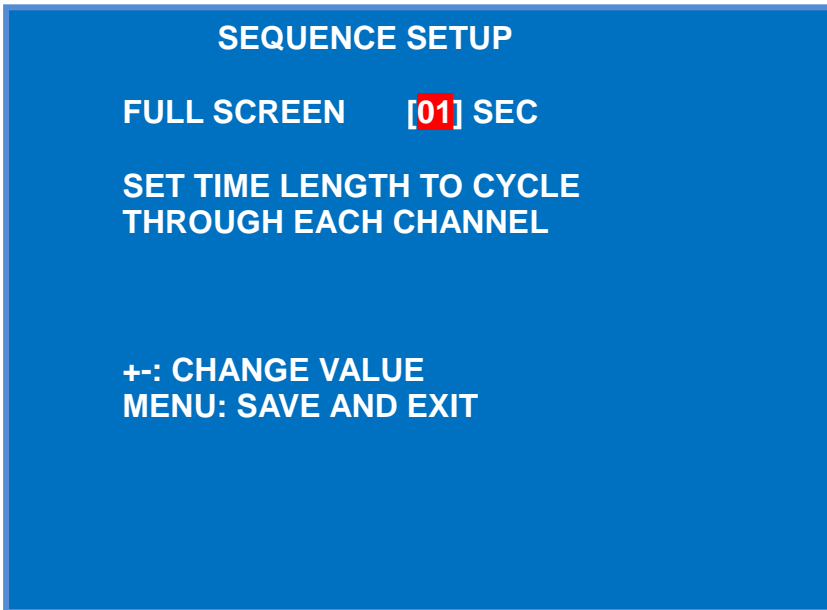 SEQUENCE SETUP
FULL SCREEN [01] SEC
SET TIME LENGTH TO CYCLE
THROUGH EACH CHANNEL
+-: CHANGE VALUE
MENU: SAVE AND EXIT